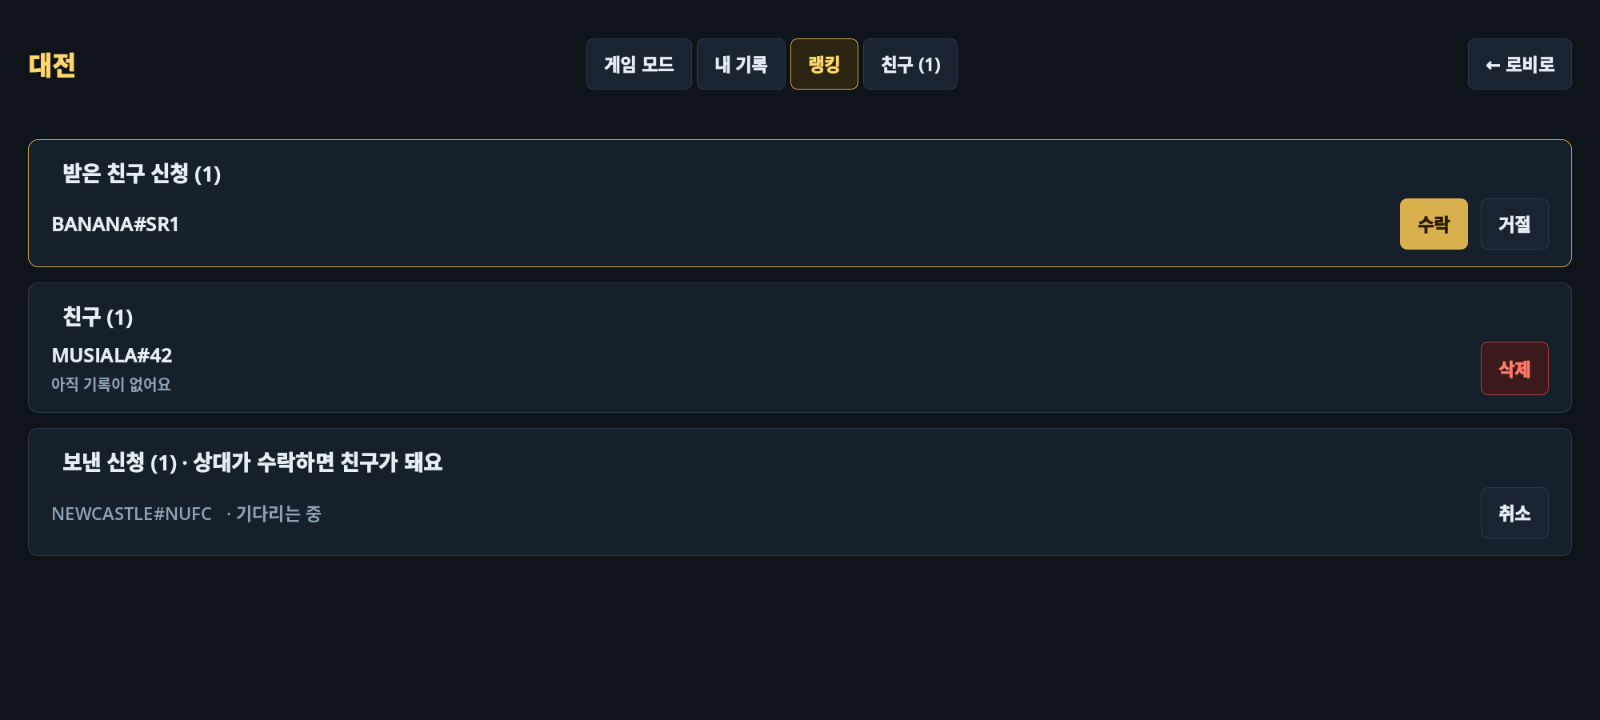 대전
게임 모드 내 기록 랭킹 친구 (1)
← 로비로
받은 친구 신청 (1)
BANANA#SR1
수락 거절
친구 (1)
MUSIALA#42
아직 기록이 없어요
삭제
보낸 신청 (1) · 상대가 수락하면 친구가 돼요
NEWCASTLE#NUFC · 기다리는 중
취소